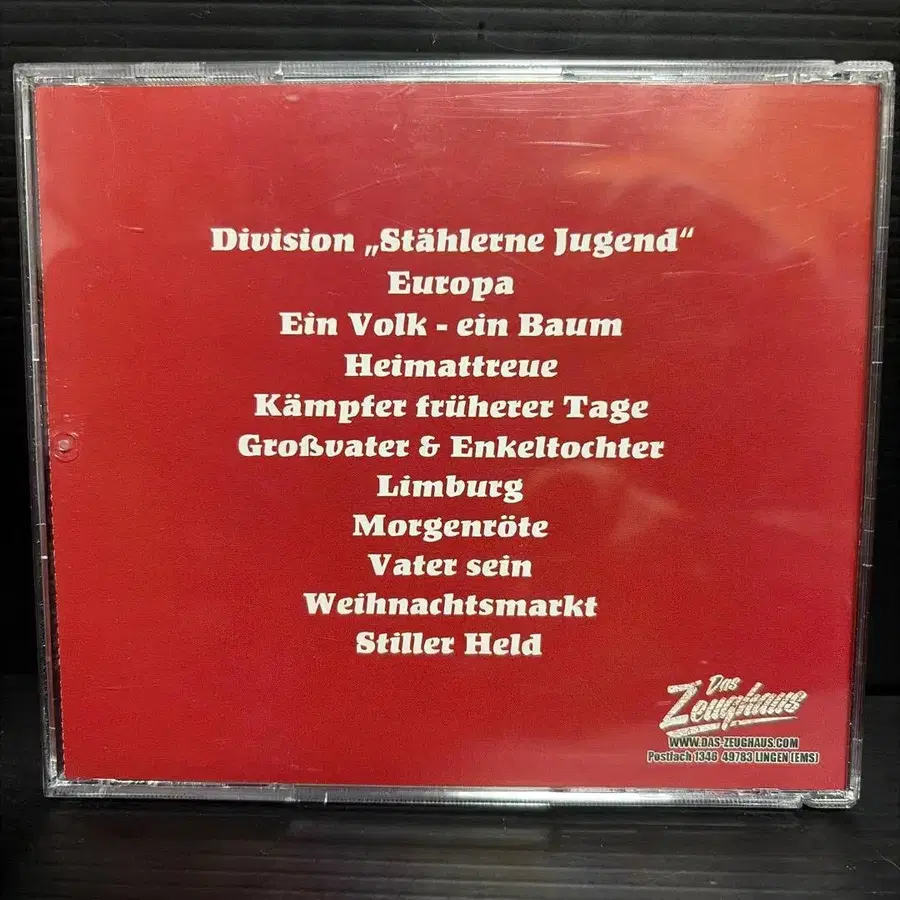 Division „Stählerne Jugend“
Europa
Ein Volk - ein Baum
Heimattreue
Kämpfer früherer Tage
Großvater & Enkeltochter
Limburg
Morgenröte
Vater sein
Weihnachtsmarkt
Stiller Held
Das
Zeughaus
WWW.DAS-ZEUGHAUS.COM
Postfach 1346 49783 LINGEN (EMS)